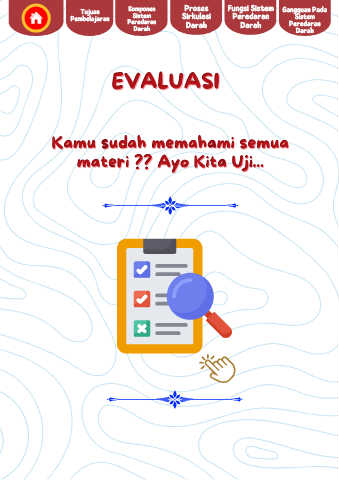 Tujuan
Pembelajaran
Komponen
Sistem
Peredaran
Darah
Proses
Sirkulasi
Darah
Fungsi Sistem
Peredaran
Darah
Gangguan Pada
Sistem
Peredaran
Darah
EVALUASI
Kamu sudah memahami semua
materi ?? Ayo Kita Uji...